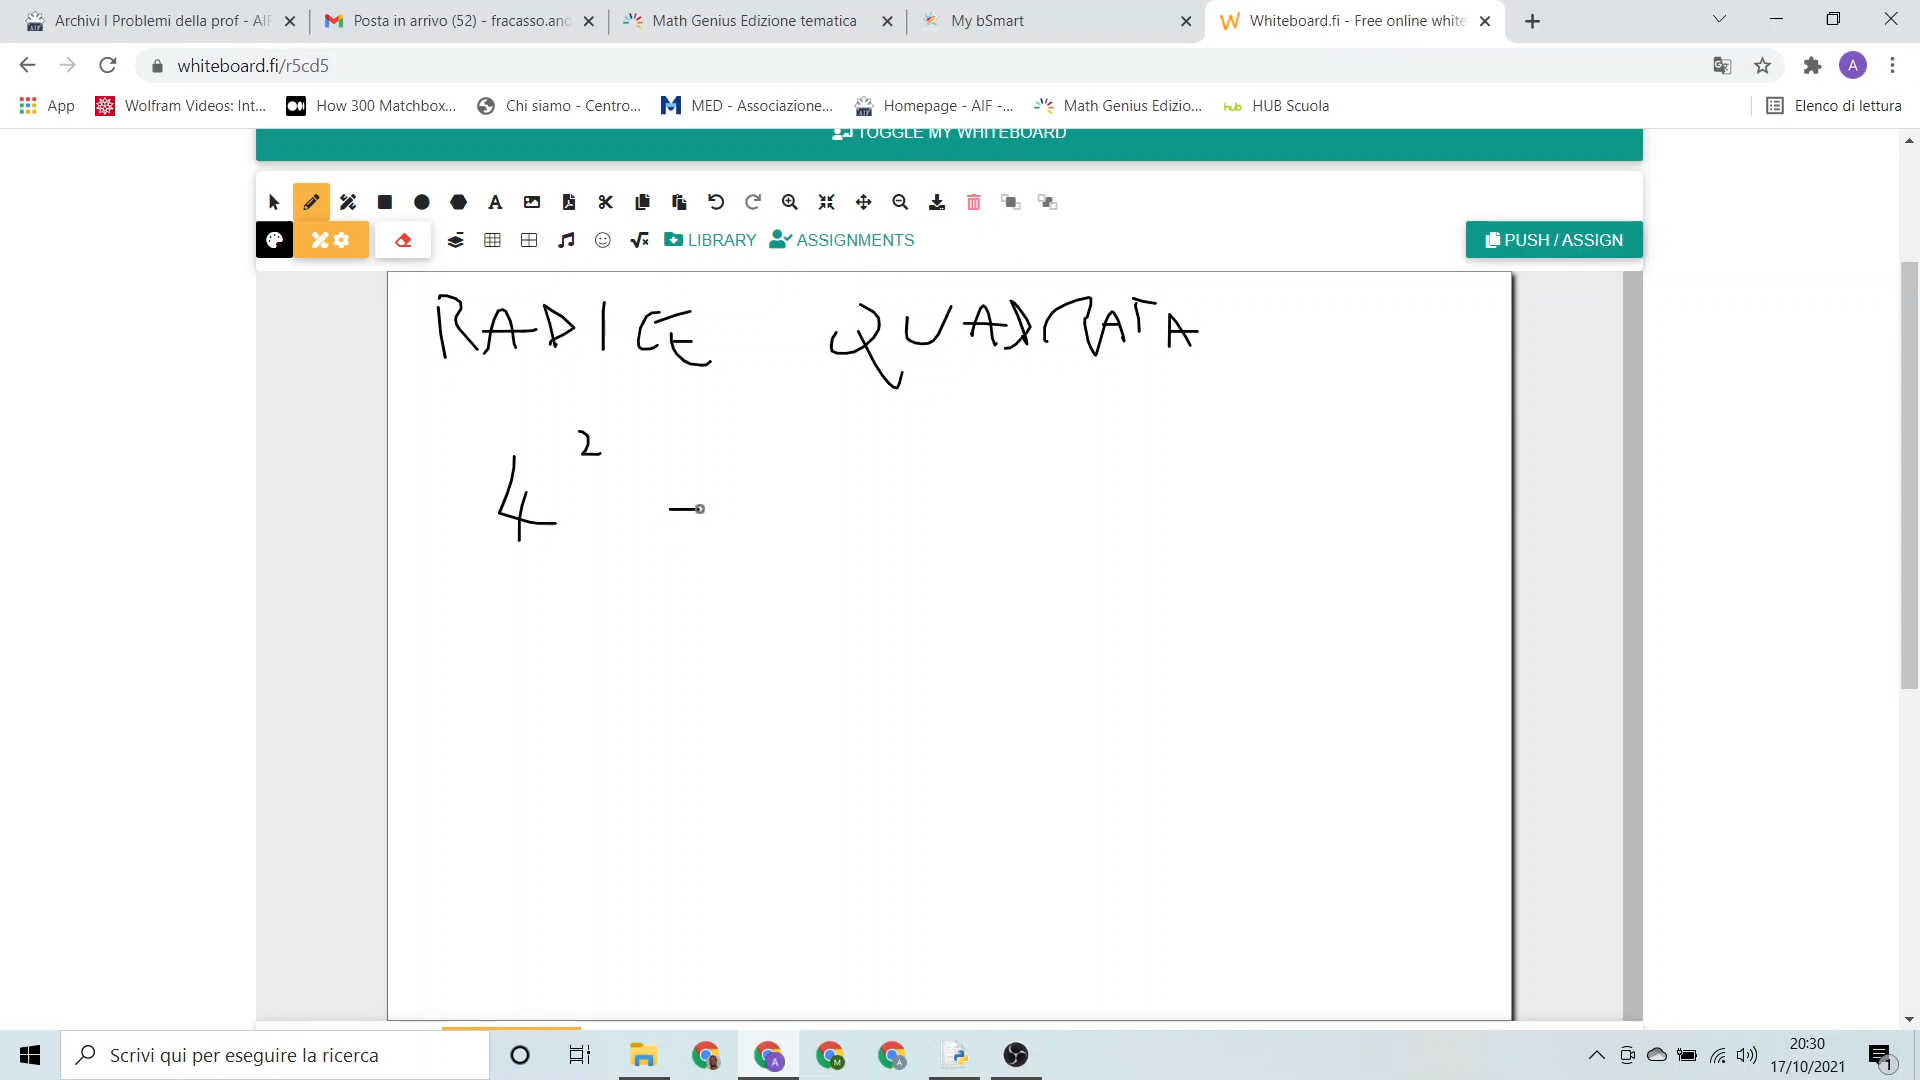 Archivi I Problemi della prof - AIF
Posta in arrivo (52) - fracasso.and
Math Genius Edizione tematica
My bSmart
Whiteboard.fi - Free online white
whiteboard.fi/r5cd5
A
App
Wolfram Videos: Int...
How 300 Matchbox...
Chi siamo - Centro...
MED - Associazione...
Homepage - AIF -...
Math Genius Edizio...
HUB Scuola
Elenco di lettura
TOGGLE MY WHITEBOARD
LIBRARY
ASSIGNMENTS
PUSH / ASSIGN
RADICE QUADRATA
4² –
Scrivi qui per eseguire la ricerca
20:30
17/10/2021
1